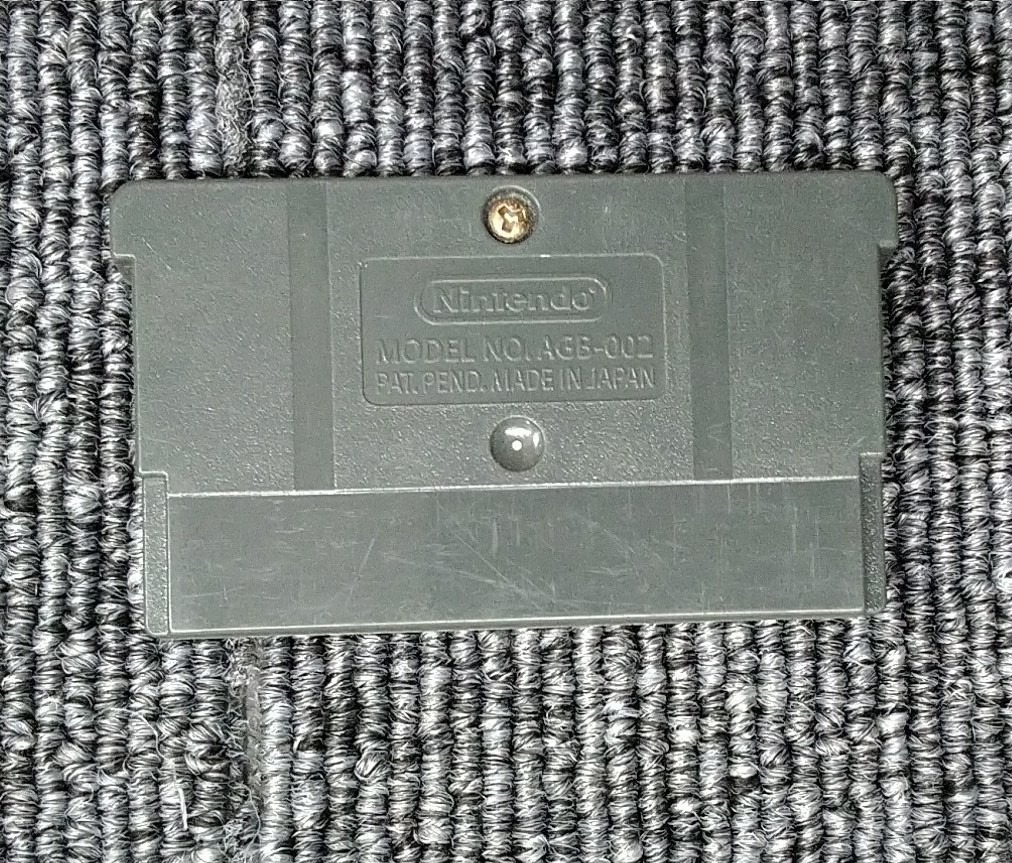 Nintendo
MODEL NO. AGB-002
PAT. PEND. MADE IN JAPAN